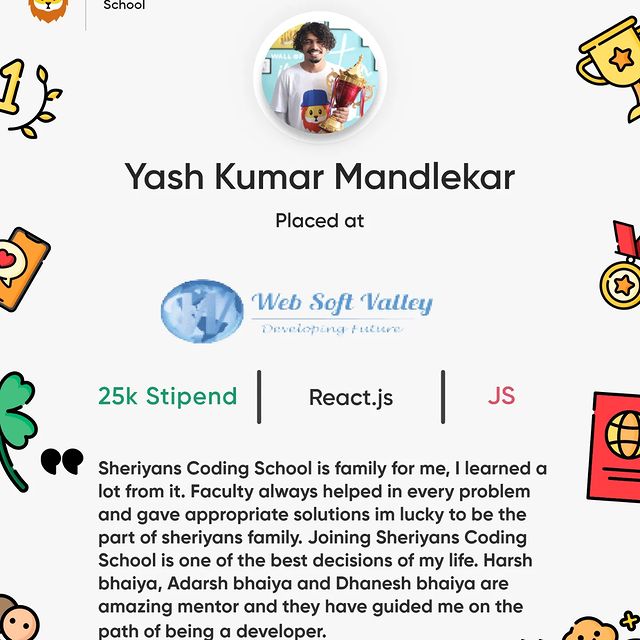 School
1
WALL OF
Yash Kumar Mandlekar
Placed at
Web Soft Valley
Developing Future
25k Stipend
React.js
JS
❝ Sheriyans Coding School is family for me, I learned a
lot from it. Faculty always helped in every problem
and gave appropriate solutions im lucky to be the
part of sheriyans family. Joining Sheriyans Coding
School is one of the best decisions of my life. Harsh
bhaiya, Adarsh bhaiya and Dhanesh bhaiya are
amazing mentor and they have guided me on the
path of being a developer.